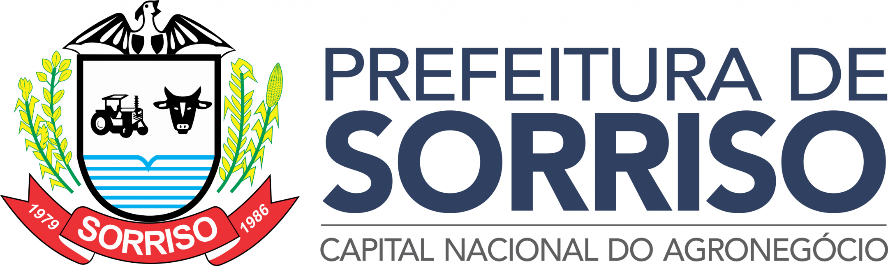 1979 SORRISO 1986
PREFEITURA DE
SORRISO
CAPITAL NACIONAL DO AGRONEGÓCIO